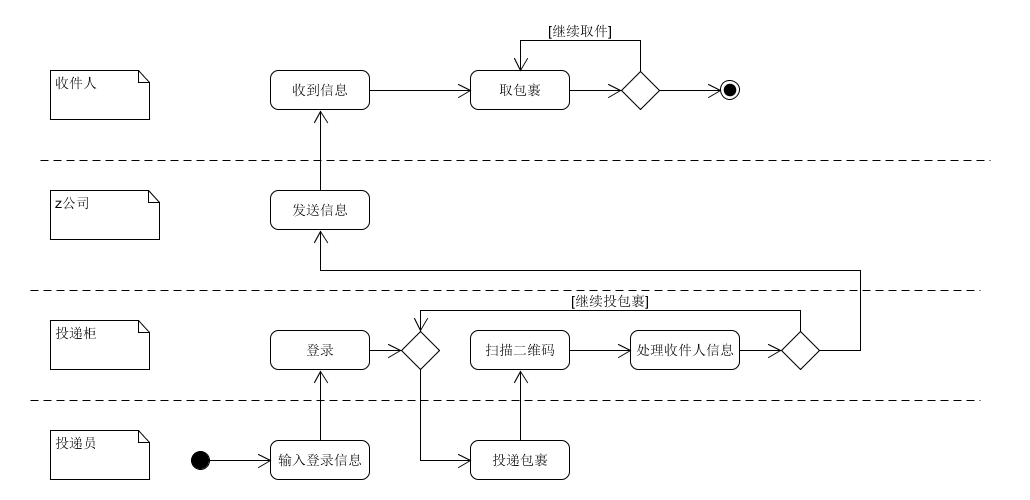 [继续取件]
收件人
收到信息
取包裹
z公司
发送信息
[继续投包裹]
投递柜
登录
扫描二维码
处理收件人信息
投递员
输入登录信息
投递包裹